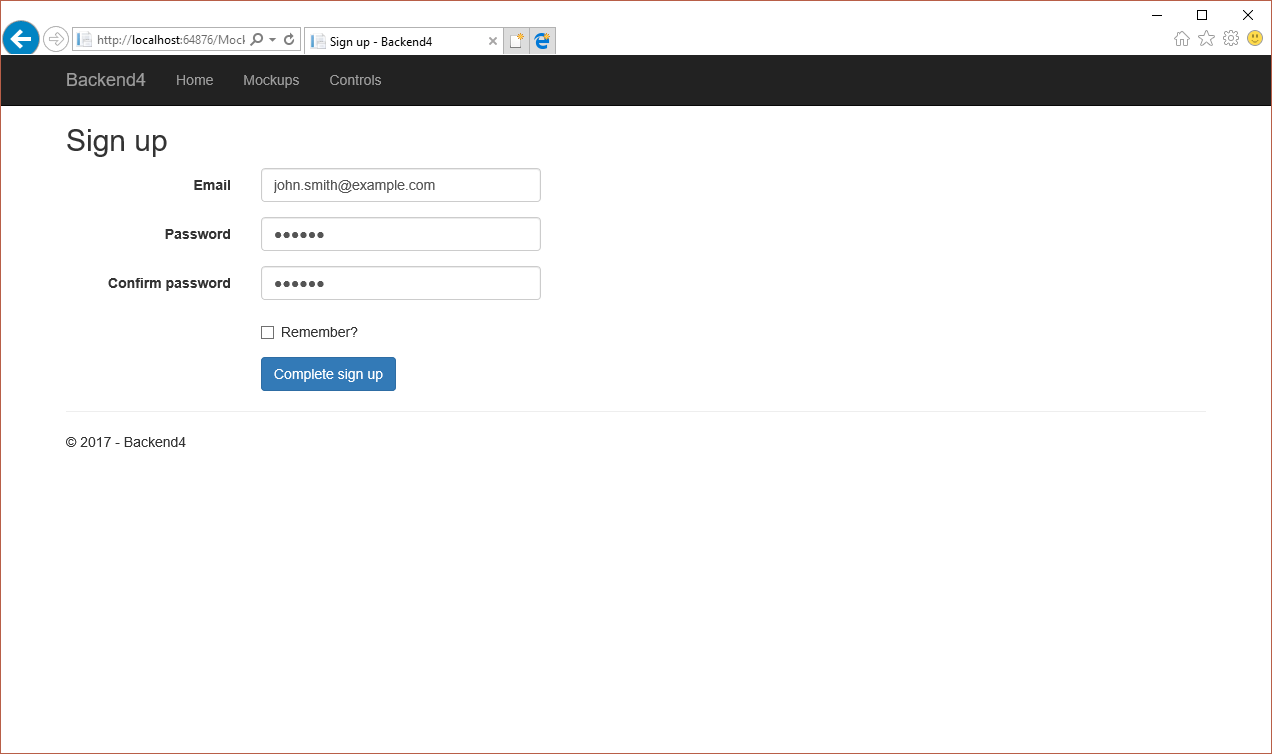 http://localhost:64876/Mock
Sign up - Backend4
Backend4 Home Mockups Controls
Sign up
Email john.smith@example.com
Password ●●●●●●
Confirm password ●●●●●●
Remember?
Complete sign up
© 2017 - Backend4